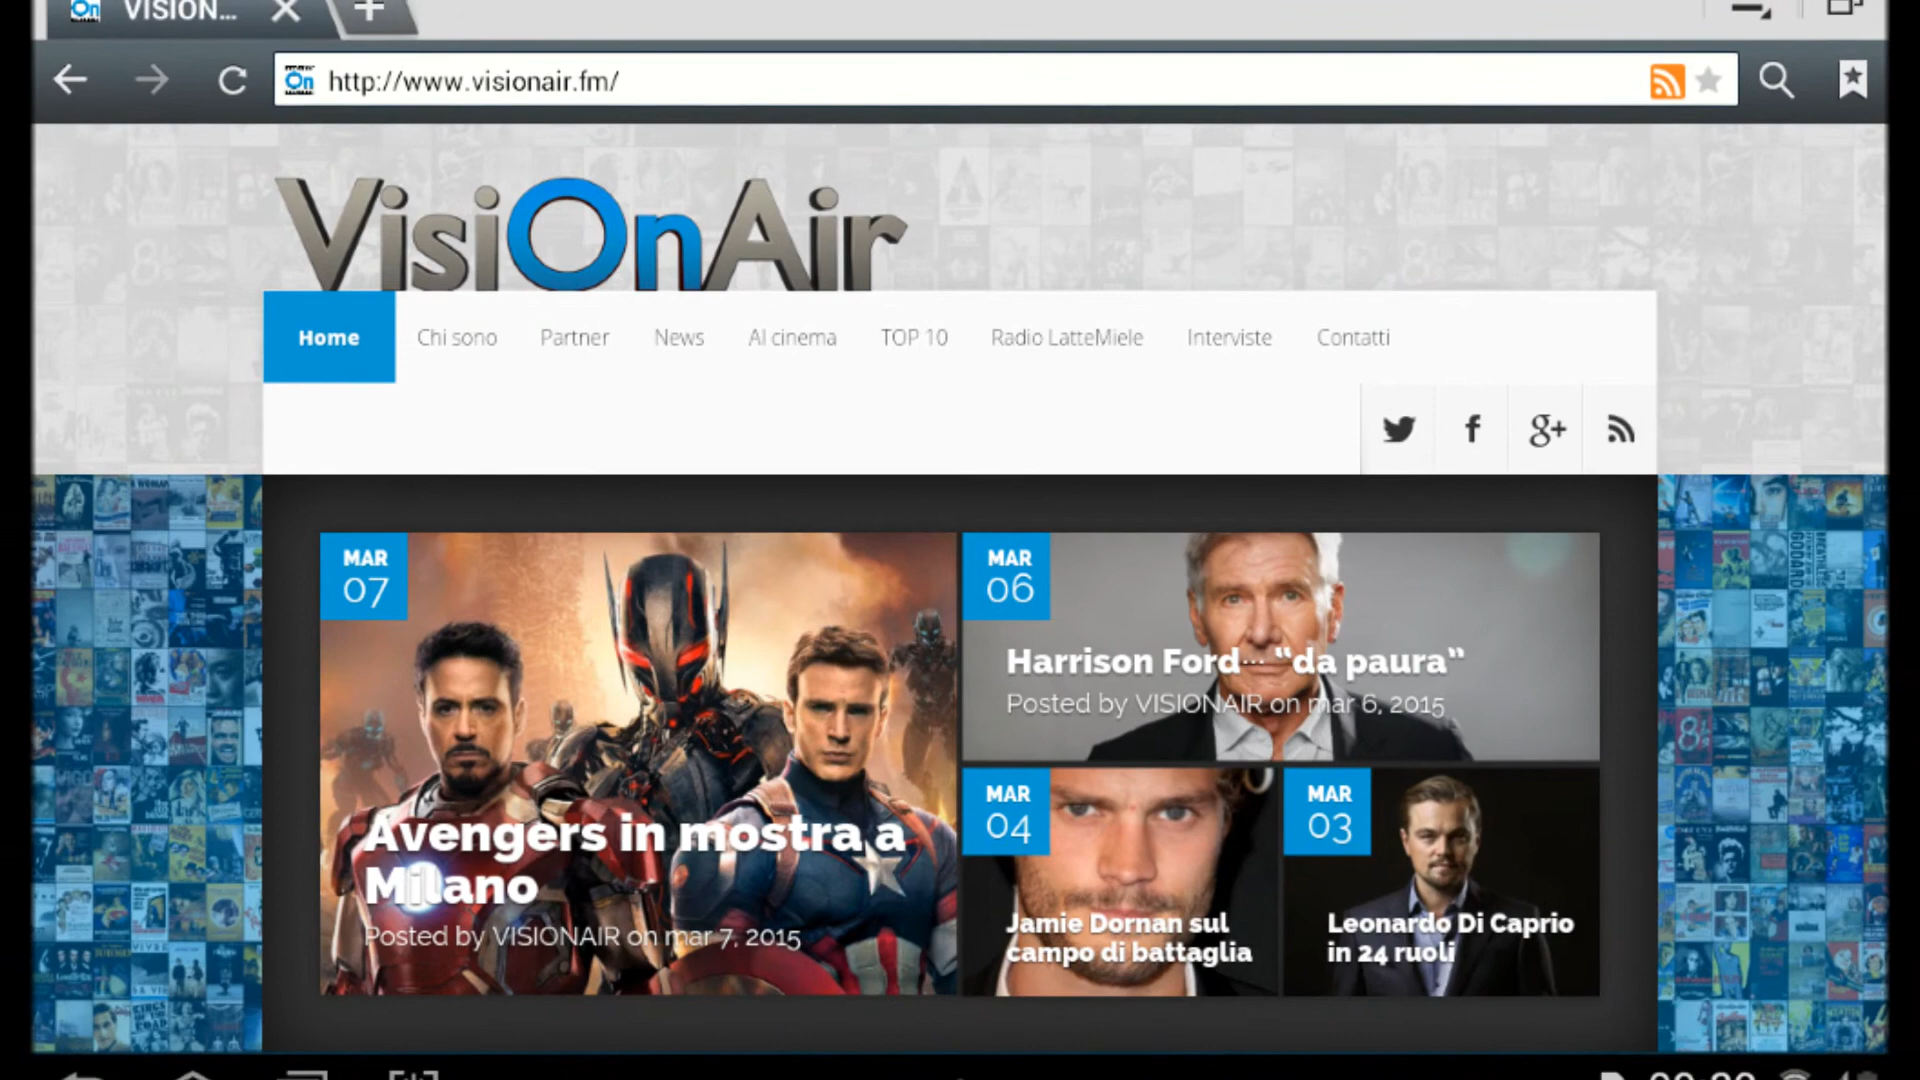 VISION...
http://www.visionair.fm/
VisiOnAir
Home Chi sono Partner News Al cinema TOP 10 Radio LatteMiele Interviste Contatti
MAR
07
Avengers in mostra a
Milano
Posted by VISIONAIR on mar 7, 2015
MAR
06
Harrison Ford… “da paura”
Posted by VISIONAIR on mar 6, 2015
MAR
04
Jamie Dornan sul
campo di battaglia
MAR
03
Leonardo Di Caprio
in 24 ruoli